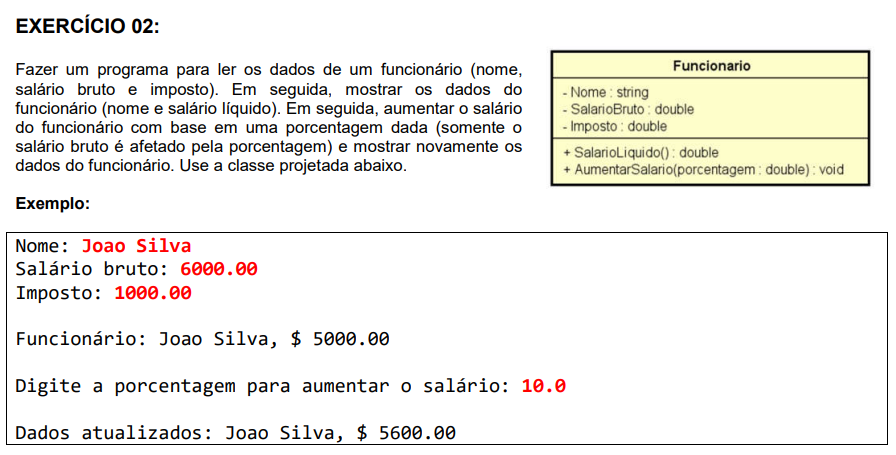 EXERCÍCIO 02:
Fazer um programa para ler os dados de um funcionário (nome,
salário bruto e imposto). Em seguida, mostrar os dados do
funcionário (nome e salário líquido). Em seguida, aumentar o salário
do funcionário com base em uma porcentagem dada (somente o
salário bruto é afetado pela porcentagem) e mostrar novamente os
dados do funcionário. Use a classe projetada abaixo.
Funcionario
- Nome : string
- SalarioBruto : double
- Imposto : double
+ SalarioLiquido() : double
+ AumentarSalario(porcentagem : double) : void
Exemplo:
Nome: Joao Silva
Salário bruto: 6000.00
Imposto: 1000.00
Funcionário: Joao Silva, $ 5000.00
Digite a porcentagem para aumentar o salário: 10.0
Dados atualizados: Joao Silva, $ 5600.00